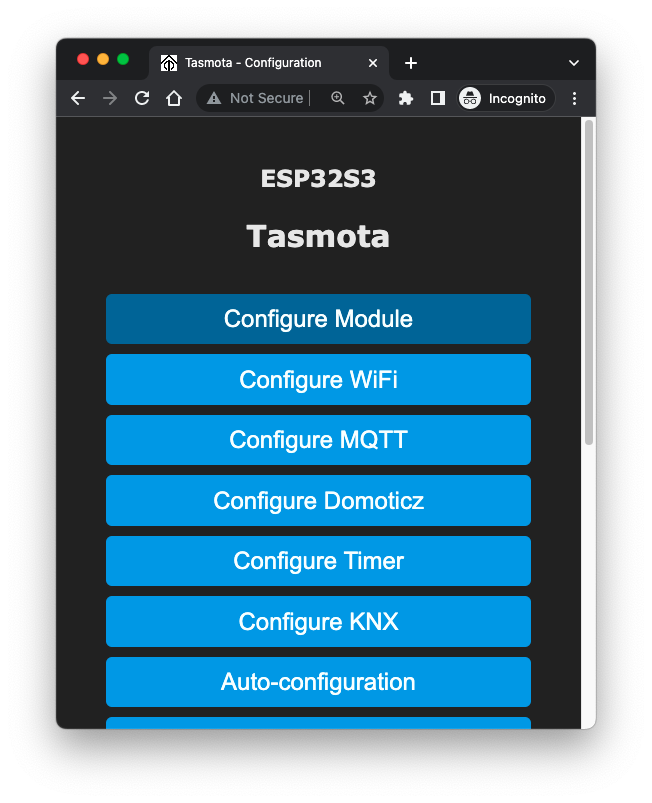 Tasmota - Configuration
Not Secure
Incognito
ESP32S3
Tasmota
Configure Module
Configure WiFi
Configure MQTT
Configure Domoticz
Configure Timer
Configure KNX
Auto-configuration